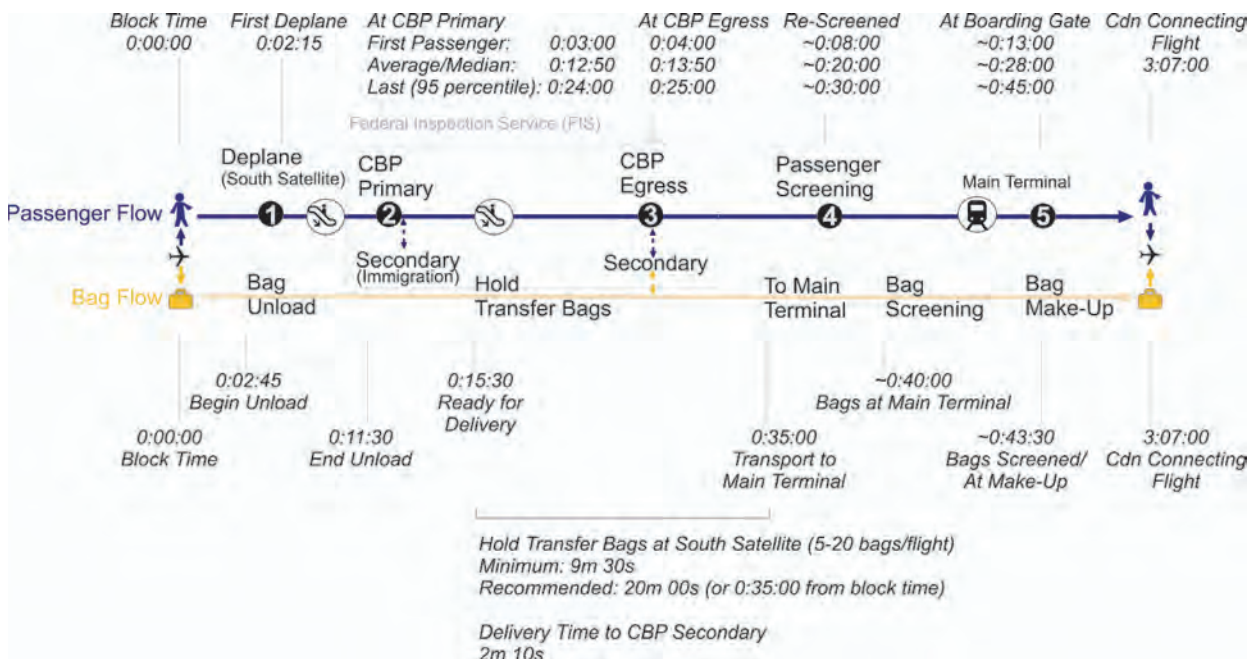 Block Time
0:00:00
First Deplane
0:02:15
At CBP Primary
First Passenger: 0:03:00
Average/Median: 0:12:50
Last (95 percentile): 0:24:00
At CBP Egress
0:04:00
0:13:50
0:25:00
Re-Screened
~0:08:00
~0:20:00
~0:30:00
At Boarding Gate
~0:13:00
~0:28:00
~0:45:00
Cdn Connecting
Flight
3:07:00
Federal Inspection Service (FIS)
Deplane
(South Satellite)
CBP
Primary
CBP
Egress
Passenger
Screening
Main Terminal
Passenger Flow
1
2
3
4
5
Secondary
(Immigration)
Secondary
Bag Flow
Bag
Unload
Hold
Transfer Bags
To Main
Terminal
Bag
Screening
Bag
Make-Up
0:02:45
Begin Unload
0:15:30
Ready for
Delivery
~0:40:00
Bags at Main Terminal
0:00:00
Block Time
0:11:30
End Unload
0:35:00
Transport to
Main Terminal
~0:43:30
Bags Screened/
At Make-Up
3:07:00
Cdn Connecting
Flight
Hold Transfer Bags at South Satellite (5-20 bags/flight)
Minimum: 9m 30s
Recommended: 20m 00s (or 0:35:00 from block time)
Delivery Time to CBP Secondary
2m 10s